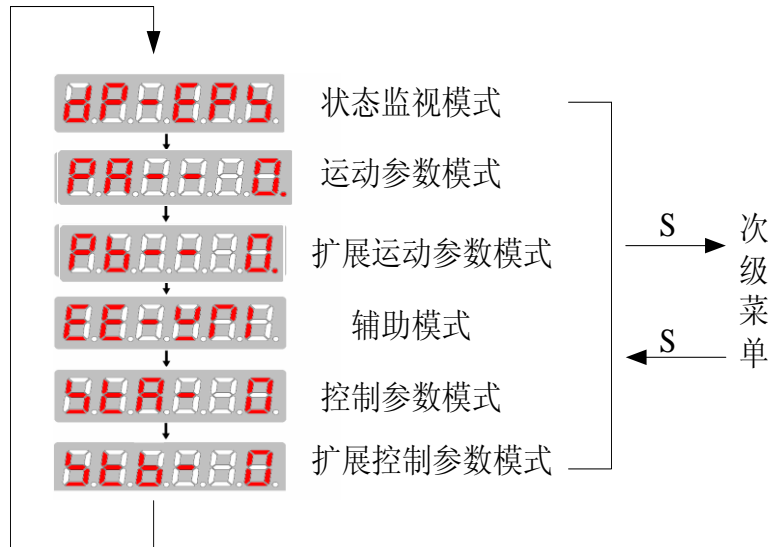 dP-EPS 状态监视模式
PA-- 0. 运动参数模式
Pb-- 0. 扩展运动参数模式
EE- 辅助模式
StA- 0 控制参数模式
Stb- 0 扩展控制参数模式
S
S
次级菜单